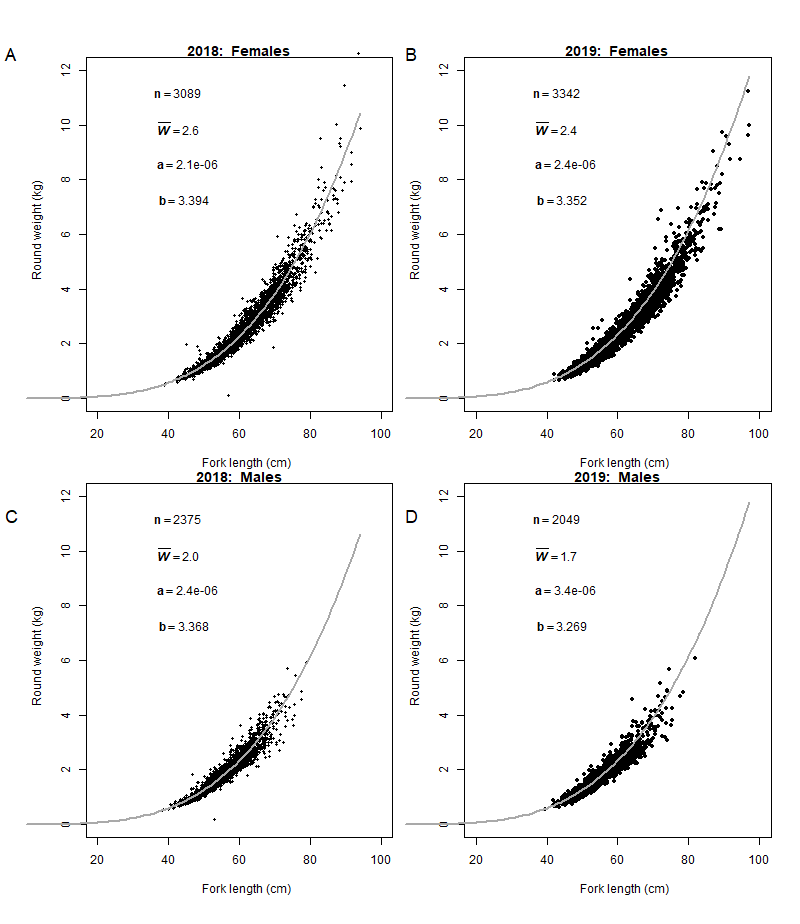 A
2018: Females
n = 3089
W = 2.6
a = 2.1e-06
b = 3.394
Round weight (kg)
0 2 4 6 8 10 12
20 40 60 80 100
Fork length (cm)
B
2019: Females
n = 3342
W = 2.4
a = 2.4e-06
b = 3.352
Round weight (kg)
0 2 4 6 8 10 12
20 40 60 80 100
Fork length (cm)
C
2018: Males
n = 2375
W = 2.0
a = 2.4e-06
b = 3.368
Round weight (kg)
0 2 4 6 8 10 12
20 40 60 80 100
Fork length (cm)
D
2019: Males
n = 2049
W = 1.7
a = 3.4e-06
b = 3.269
Round weight (kg)
0 2 4 6 8 10 12
20 40 60 80 100
Fork length (cm)